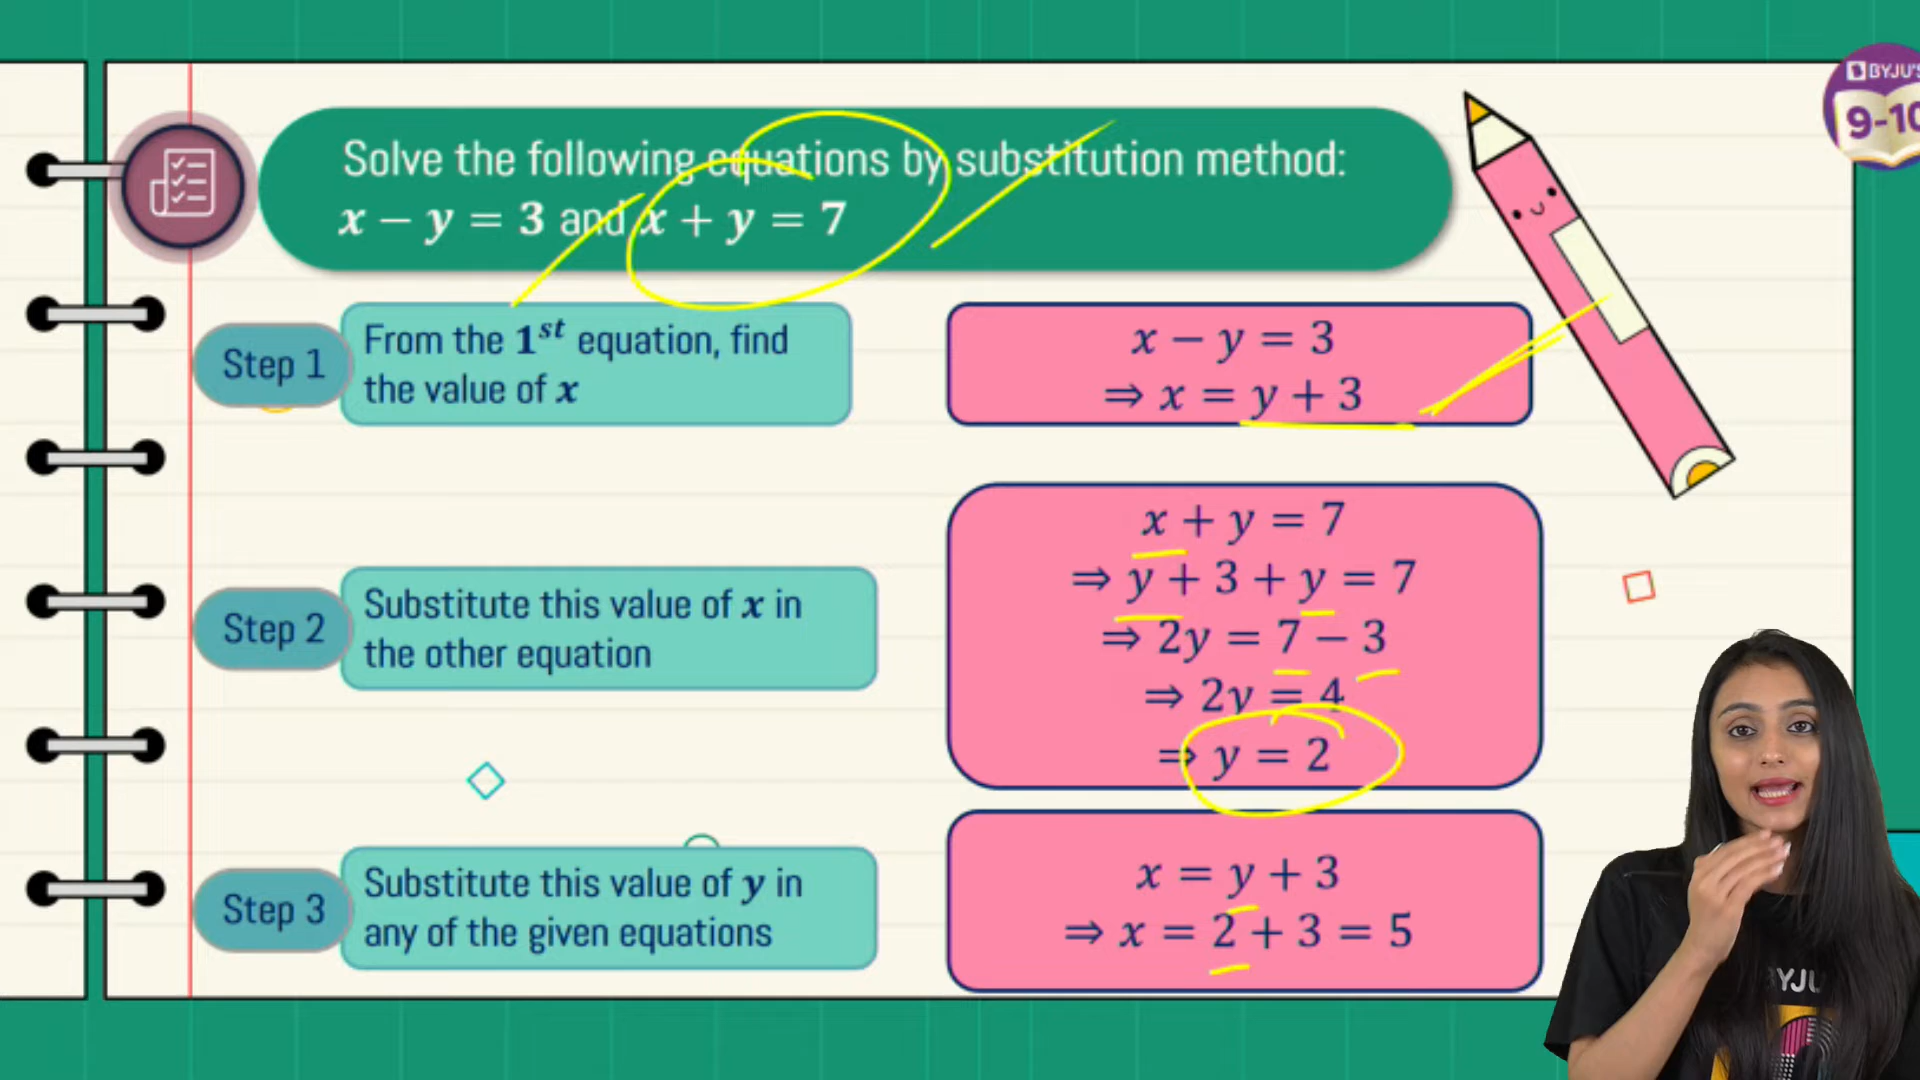 BYJU'S
9-10
Solve the following equations by substitution method:
x − y = 3 and x + y = 7
Step 1
From the 1st equation, find
the value of x
x − y = 3
⇒ x = y + 3
Step 2
Substitute this value of x in
the other equation
x + y = 7
⇒ y + 3 + y = 7
⇒ 2y = 7 − 3
⇒ 2y = 4
⇒ y = 2
Step 3
Substitute this value of y in
any of the given equations
x = y + 3
⇒ x = 2 + 3 = 5